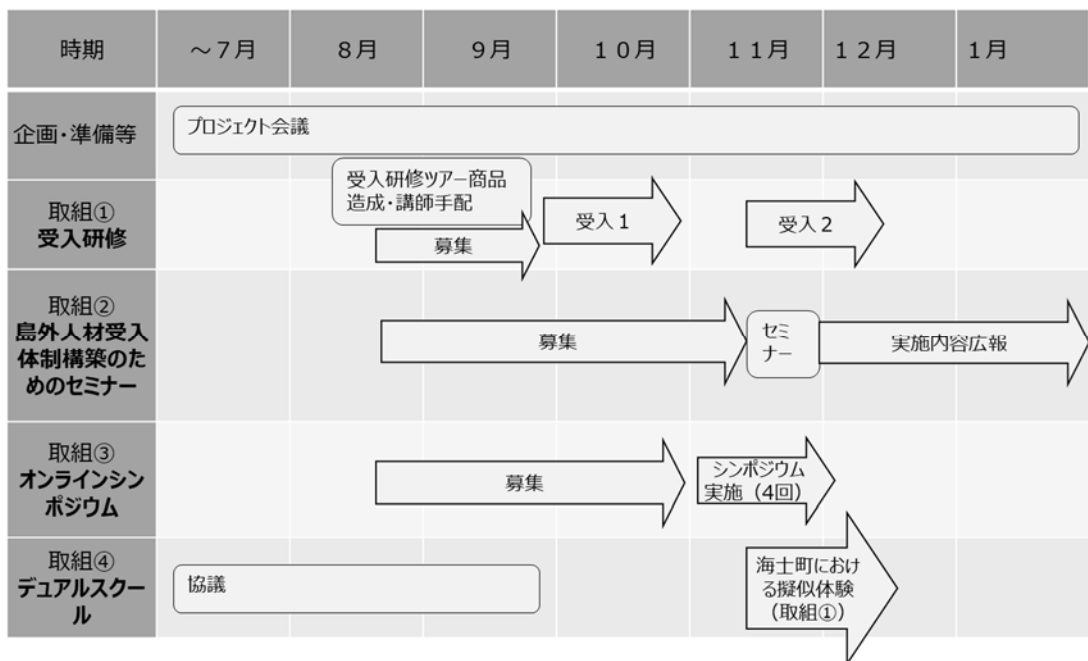 時期
～７月
８月
９月
１０月
１１月
１２月
１月
企画・準備等
プロジェクト会議
取組①
受入研修
受入研修ツアー商品
造成・講師手配
募集
受入１
受入２
取組②
島外人材受入
体制構築のた
めのセミナー
募集
セミ
ナー
実施内容広報
取組③
オンラインシン
ポジウム
募集
シンポジウム
実施（4回）
取組④
デュアルスクー
ル
協議
海士町におけ
る擬似体験
（取組①）